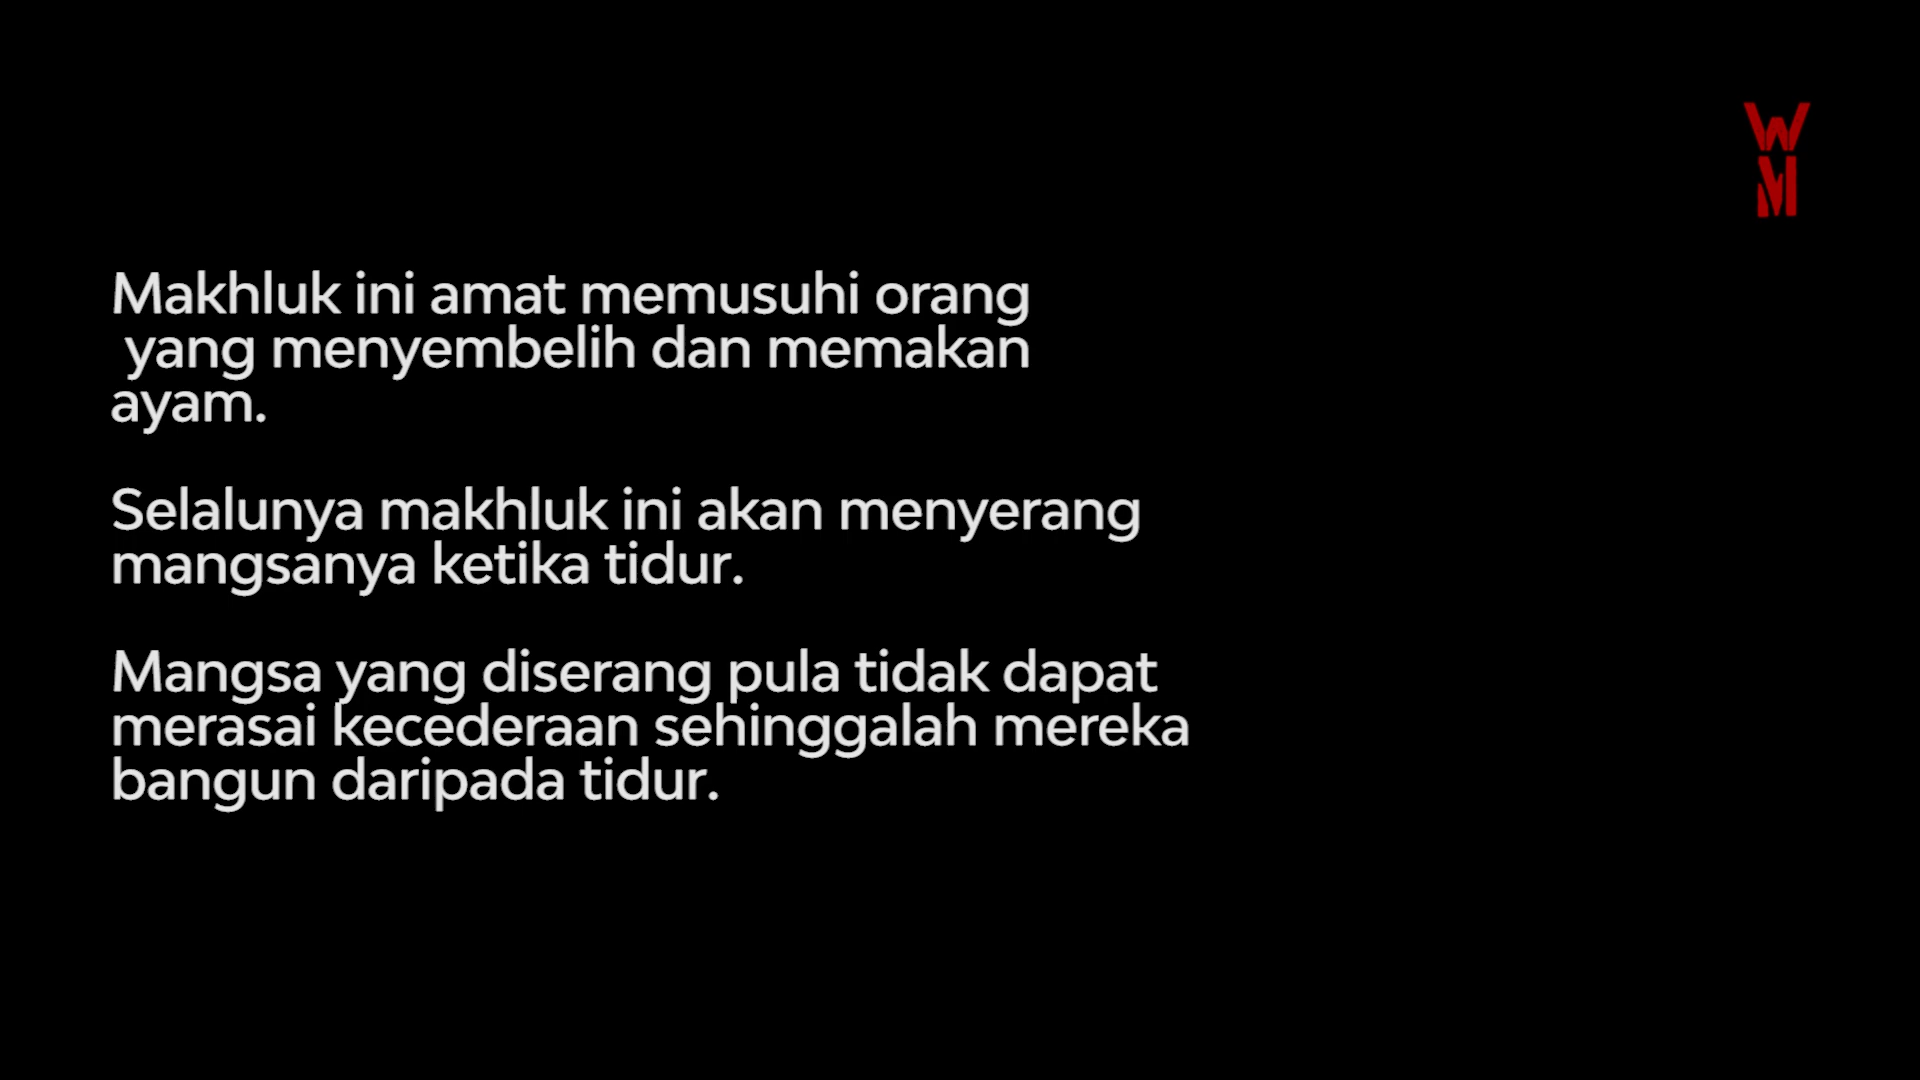 W
M
Makhluk ini amat memusuhi orang
yang menyembelih dan memakan
ayam.
Selalunya makhluk ini akan menyerang
mangsanya ketika tidur.
Mangsa yang diserang pula tidak dapat
merasai kecederaan sehinggalah mereka
bangun daripada tidur.